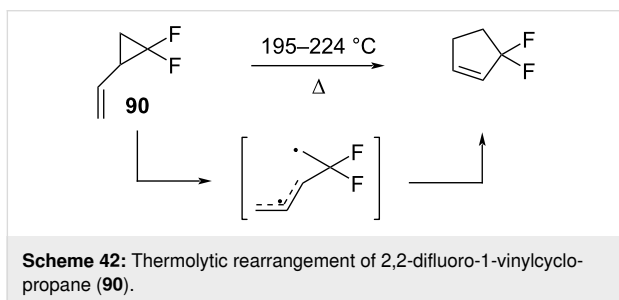 F
F
90
195–224 °C
Δ
F
F
F
F
Scheme 42: Thermolytic rearrangement of 2,2-difluoro-1-vinylcyclo-
propane (90).